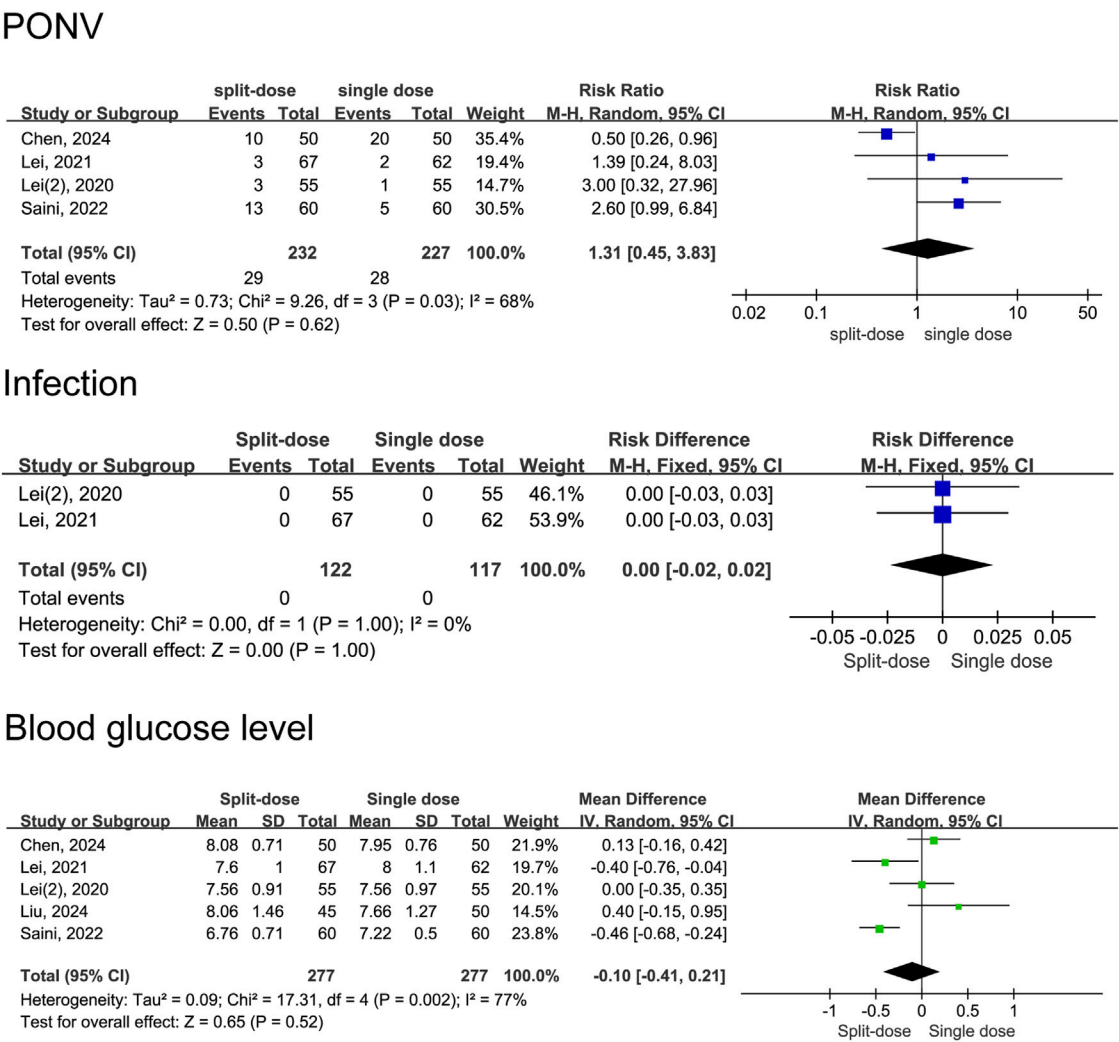 PONV
split-dose single dose Risk Ratio Risk Ratio
Study or Subgroup Events Total Events Total Weight M-H, Random, 95% CI M-H, Random, 95% CI
Chen, 2024 10 50 20 50 35.4% 0.50 [0.26, 0.96]
Lei, 2021 3 67 2 62 19.4% 1.39 [0.24, 8.03]
Lei(2), 2020 3 55 1 55 14.7% 3.00 [0.32, 27.96]
Saini, 2022 13 60 5 60 30.5% 2.60 [0.99, 6.84]
Total (95% CI) 232 227 100.0% 1.31 [0.45, 3.83]
Total events 29 28
Heterogeneity: Tau² = 0.73; Chi² = 9.26, df = 3 (P = 0.03); I² = 68%
Test for overall effect: Z = 0.50 (P = 0.62)
0.02 0.1 1 10 50
split-dose single dose
Infection
Split-dose Single dose Risk Difference Risk Difference
Study or Subgroup Events Total Events Total Weight M-H, Fixed, 95% CI M-H, Fixed, 95% CI
Lei(2), 2020 0 55 0 55 46.1% 0.00 [-0.03, 0.03]
Lei, 2021 0 67 0 62 53.9% 0.00 [-0.03, 0.03]
Total (95% CI) 122 117 100.0% 0.00 [-0.02, 0.02]
Total events 0 0
Heterogeneity: Chi² = 0.00, df = 1 (P = 1.00); I² = 0%
Test for overall effect: Z = 0.00 (P = 1.00)
-0.05 -0.025 0 0.025 0.05
Split-dose Single dose
Blood glucose level
Split-dose Single dose Mean Difference Mean Difference
Study or Subgroup Mean SD Total Mean SD Total Weight IV, Random, 95% CI IV, Random, 95% CI
Chen, 2024 8.08 0.71 50 7.95 0.76 50 21.9% 0.13 [-0.16, 0.42]
Lei, 2021 7.6 1 67 8 1.1 62 19.7% -0.40 [-0.76, -0.04]
Lei(2), 2020 7.56 0.91 55 7.56 0.97 55 20.1% 0.00 [-0.35, 0.35]
Liu, 2024 8.06 1.46 45 7.66 1.27 50 14.5% 0.40 [-0.15, 0.95]
Saini, 2022 6.76 0.71 60 7.22 0.5 60 23.8% -0.46 [-0.68, -0.24]
Total (95% CI) 277 277 100.0% -0.10 [-0.41, 0.21]
Heterogeneity: Tau² = 0.09; Chi² = 17.31, df = 4 (P = 0.002); I² = 77%
Test for overall effect: Z = 0.65 (P = 0.52)
-1 -0.5 0 0.5 1
Split-dose Single dose